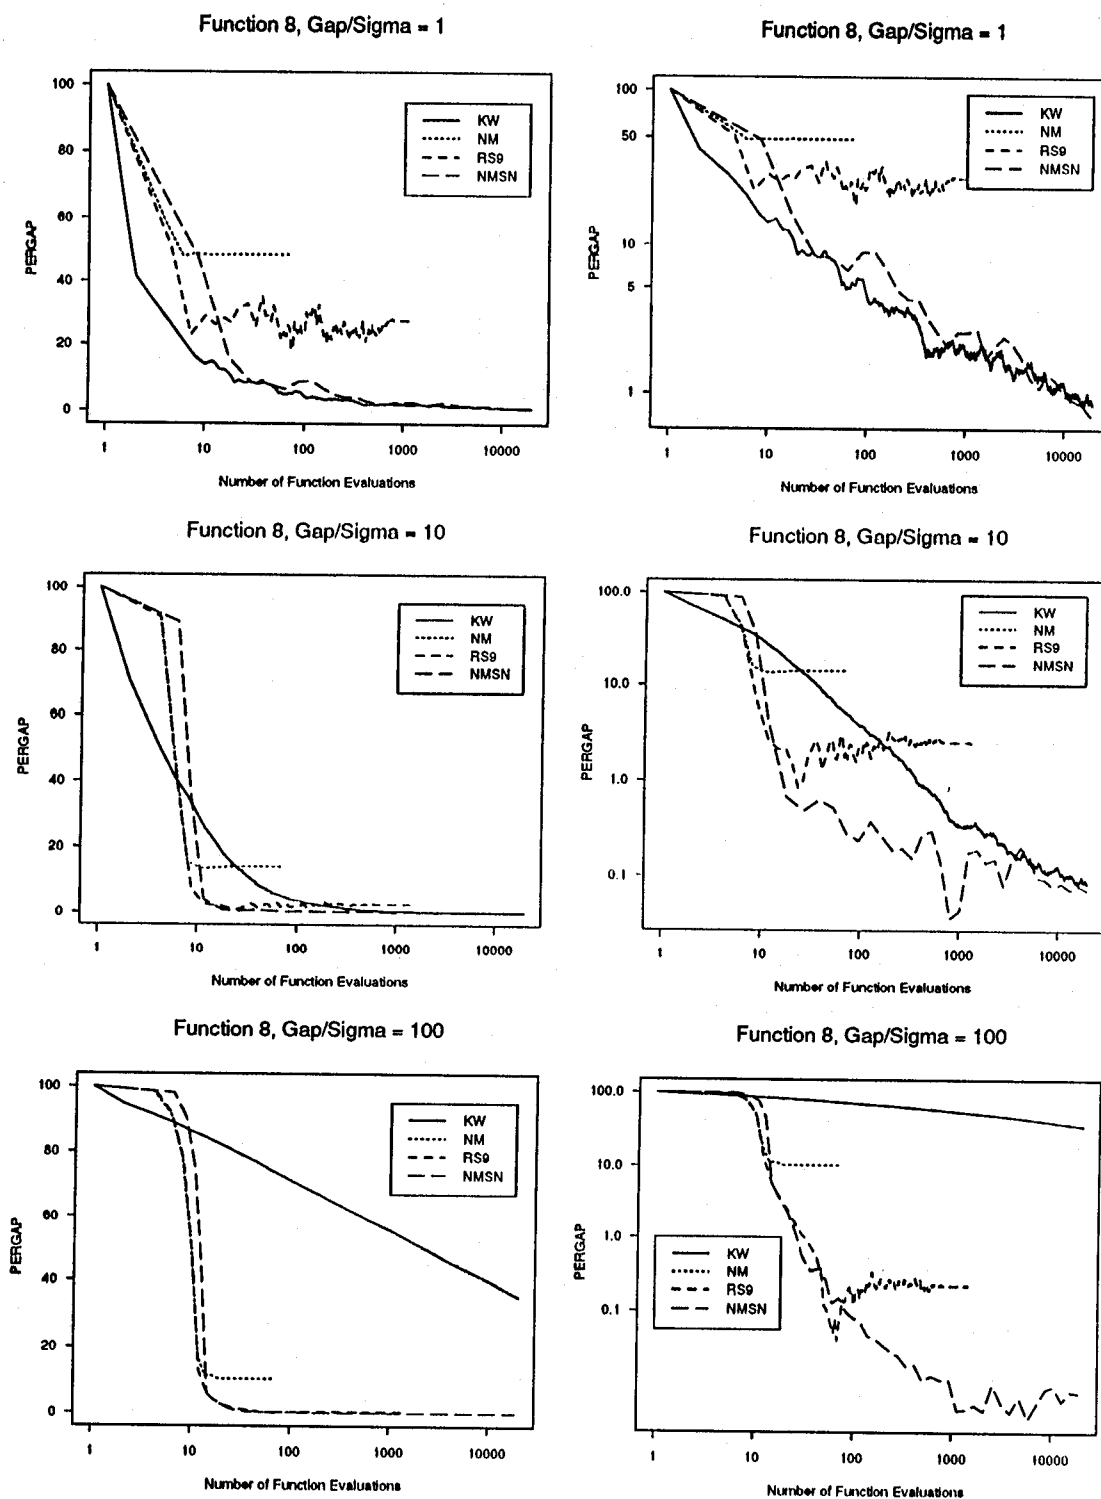 Function 8, Gap/Sigma = 1
PERGAP
100
80
60
40
20
0
KW
NM
RS9
NMSN
1
10
100
1000
10000
Number of Function Evaluations
Function 8, Gap/Sigma = 1
PERGAP
100
50
10
5
1
KW
NM
RS9
NMSN
1
10
100
1000
10000
Number of Function Evaluations
Function 8, Gap/Sigma = 10
PERGAP
100
80
60
40
20
0
KW
NM
RS9
NMSN
1
10
100
1000
10000
Number of Function Evaluations
Function 8, Gap/Sigma = 10
PERGAP
100.0
10.0
1.0
0.1
KW
NM
RS9
NMSN
1
10
100
1000
10000
Number of Function Evaluations
Function 8, Gap/Sigma = 100
PERGAP
100
80
60
40
20
0
KW
NM
RS9
NMSN
1
10
100
1000
10000
Number of Function Evaluations
Function 8, Gap/Sigma = 100
PERGAP
100.0
10.0
1.0
0.1
KW
NM
RS9
NMSN
1
10
100
1000
10000
Number of Function Evaluations